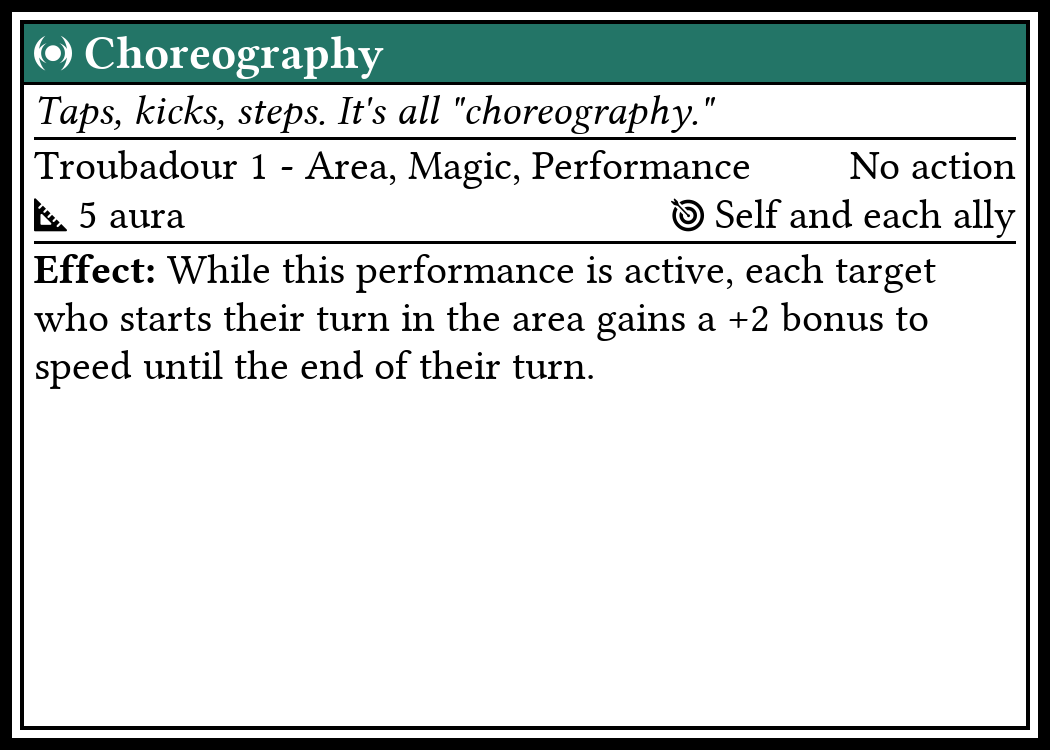 Choreography
Taps, kicks, steps. It's all "choreography."
Troubadour 1 - Area, Magic, Performance No action
5 aura Self and each ally
Effect: While this performance is active, each target
who starts their turn in the area gains a +2 bonus to
speed until the end of their turn.